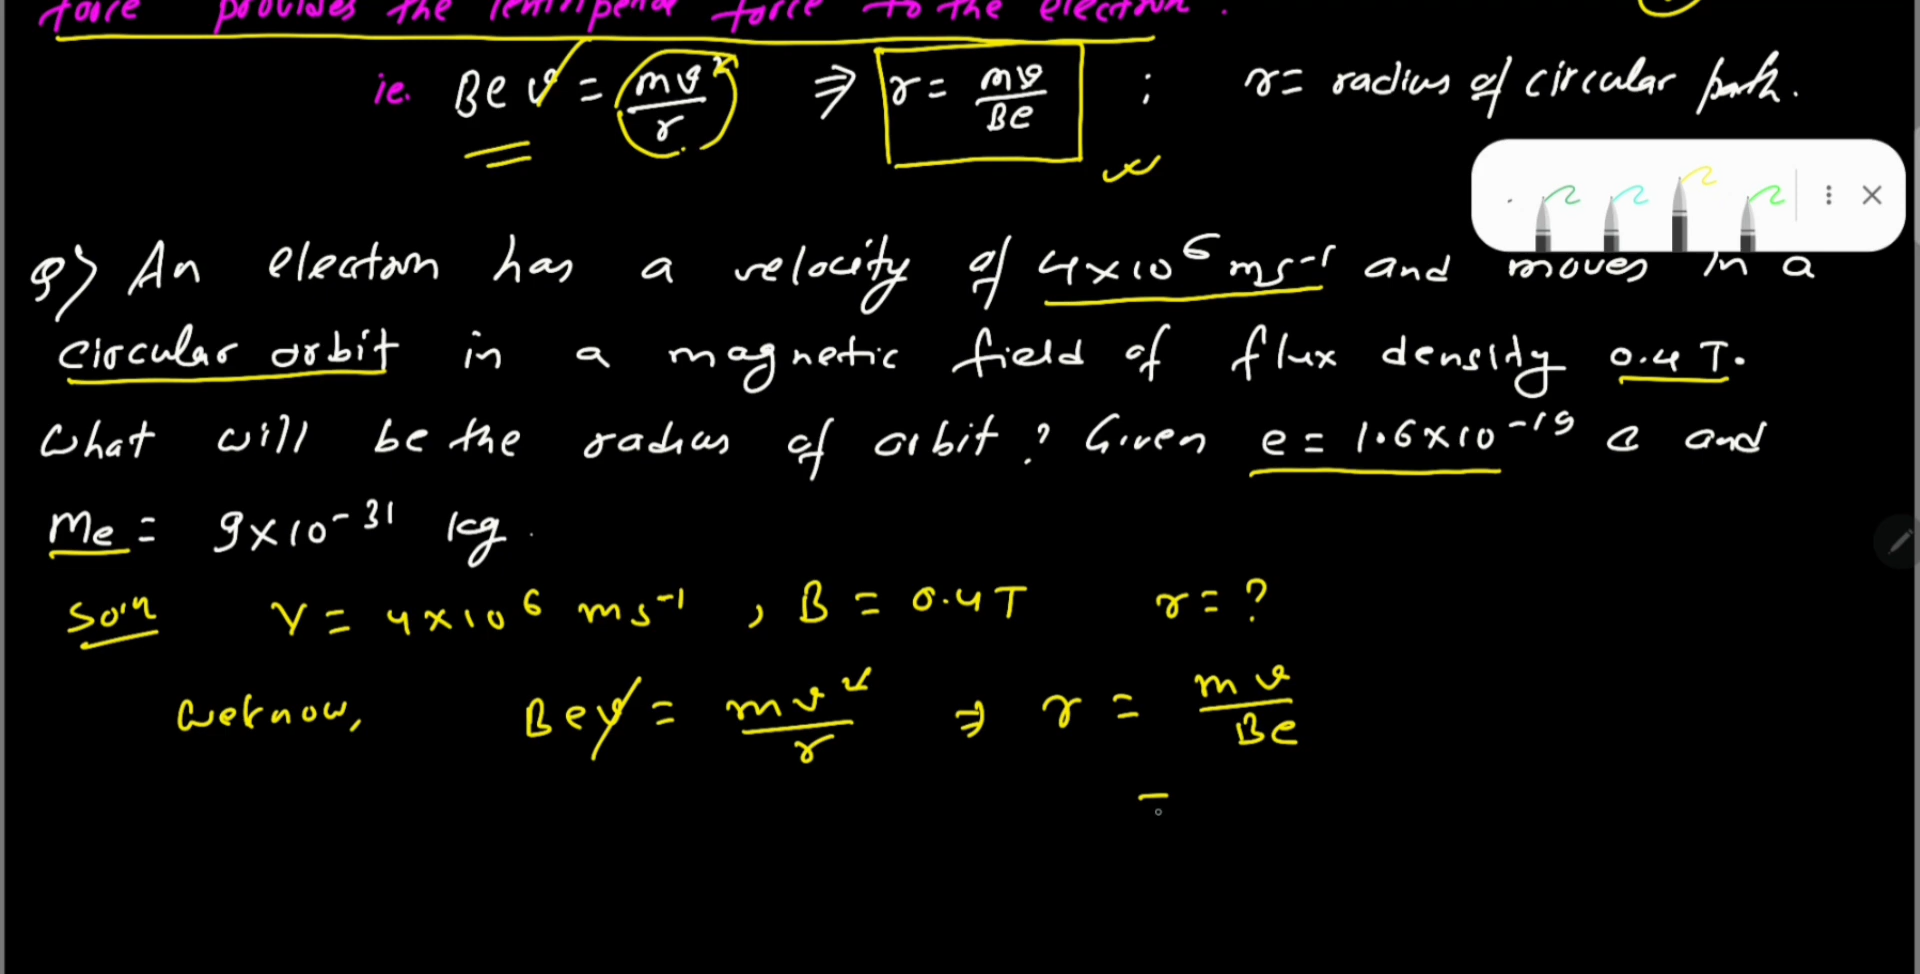 force provides the centripetal force to the electron.
ie. Bev = mv²/r ⇒ r = mv/Be ; r = radius of circular path.
Q) An electron has a velocity of 4×10⁶ ms⁻¹ and moves in a
circular orbit in a magnetic field of flux density 0.4 T.
What will be the radius of orbit? Given e = 1.6×10⁻¹⁹ C and
Me = 9×10⁻³¹ kg.
Soln V = 4×10⁶ ms⁻¹, B = 0.4T r = ?
We know, Bev = mv²/r ⇒ r = mv/Be